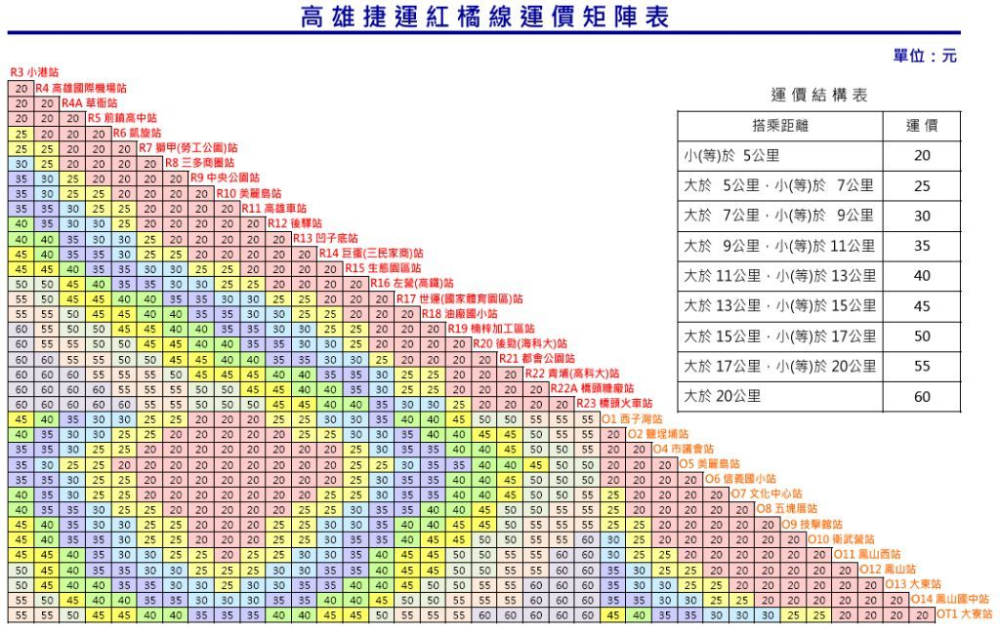 高雄捷運紅橘線運價矩陣表
單位：元
R3 小港站
20 R4 高雄國際機場站
20 20 R4A 草衙站
20 20 20 R5 前鎮高中站
25 20 20 20 R6 凱旋站
25 25 20 20 20 R7 獅甲(勞工公園)站
30 25 20 20 20 20 R8 三多商圈站
35 30 25 20 20 20 20 R9 中央公園站
35 30 25 25 20 20 20 20 R10 美麗島站
35 35 30 25 25 20 20 20 20 R11 高雄車站
40 35 30 30 25 20 20 20 20 20 R12 後驛站
40 40 35 30 30 25 20 20 20 20 20 R13 凹子底站
45 40 35 35 30 25 25 20 20 20 20 20 R14 巨蛋(三民家商)站
45 45 40 35 35 30 30 25 25 20 20 20 20 R15 生態園區站
50 50 45 40 35 35 30 30 25 25 20 20 20 20 R16 左營(高鐵)站
55 50 45 45 40 40 35 35 30 30 25 25 20 20 20 R17 世運(國家體育園區)站
55 55 50 45 45 40 40 35 35 30 30 25 25 20 20 20 R18 油廠國小站
60 55 50 50 45 45 40 40 35 35 30 30 25 20 20 20 20 R19 楠梓加工區站
60 55 55 50 50 45 45 40 40 35 35 30 30 25 20 20 20 20 R20 後勁(海科大)站
60 60 55 55 50 50 45 45 40 40 35 35 30 30 25 20 20 20 20 R21 都會公園站
60 60 60 55 55 55 50 45 45 45 40 40 35 35 30 25 25 20 20 20 R22 青埔(高科大)站
60 60 60 60 60 55 55 50 50 45 45 40 40 35 35 30 25 25 20 20 20 R22A 橋頭糖廠站
60 60 60 60 60 55 55 50 50 50 45 45 40 40 35 30 30 25 20 20 20 20 R23 橋頭火車站
45 40 35 30 30 25 25 20 20 20 25 25 30 30 35 40 40 45 50 50 55 55 55 O1 西子灣站
40 35 30 30 25 25 20 20 20 20 20 25 25 30 30 35 40 40 45 45 50 55 55 20 O2 鹽埕埔站
35 35 30 25 25 20 20 20 20 20 20 20 20 25 30 35 35 40 40 45 50 50 55 20 20 O4 市議會站
35 30 25 25 20 20 20 20 20 20 20 20 20 25 25 30 35 35 40 40 45 50 50 20 20 20 O5 美麗島站
35 35 30 25 25 20 20 20 20 20 20 20 20 25 30 35 35 40 40 45 50 50 50 20 20 20 20 O6 信義國小站
40 35 30 25 25 20 20 20 20 20 20 20 25 25 30 35 35 40 40 45 50 50 55 25 20 20 20 20 O7 文化中心站
40 35 35 30 25 25 20 20 20 20 20 25 25 30 35 35 40 40 45 50 50 55 55 25 20 20 20 20 20 O8 五塊厝站
45 40 35 30 30 25 25 20 20 20 25 25 30 30 35 40 40 45 45 50 55 55 55 25 25 20 20 20 20 20 O9 技擊館站
45 40 35 35 30 25 25 20 20 20 25 25 30 35 35 40 45 45 50 50 55 55 60 30 25 20 20 20 20 20 20 O10 衛武營站
45 45 40 35 30 30 25 25 20 25 25 30 30 35 40 45 45 50 50 55 55 60 60 30 25 25 20 20 20 20 20 20 O11 鳳山西站
50 45 40 35 35 30 30 25 25 25 30 30 35 35 40 45 45 50 50 55 55 60 60 35 30 25 25 20 20 20 20 20 20 O12 鳳山站
50 45 40 40 35 35 30 30 25 30 30 35 35 40 40 45 50 50 55 55 60 60 60 35 30 30 25 25 20 20 20 20 20 20 O13 大東站
55 50 45 40 40 35 35 30 30 30 35 35 40 40 45 50 50 55 55 55 60 60 60 35 35 30 30 25 25 20 20 20 20 20 20 O14 鳳山國中站
55 55 50 45 45 40 40 35 35 35 40 40 45 45 50 55 55 55 60 60 60 60 60 45 40 35 35 30 30 30 25 25 20 20 20 20 OT1 大寮站
運價結構表
搭乘距離 運價
小(等)於 5公里 20
大於 5公里，小(等)於 7公里 25
大於 7公里，小(等)於 9公里 30
大於 9公里，小(等)於 11公里 35
大於 11公里，小(等)於 13公里 40
大於 13公里，小(等)於 15公里 45
大於 15公里，小(等)於 17公里 50
大於 17公里，小(等)於 20公里 55
大於 20公里 60